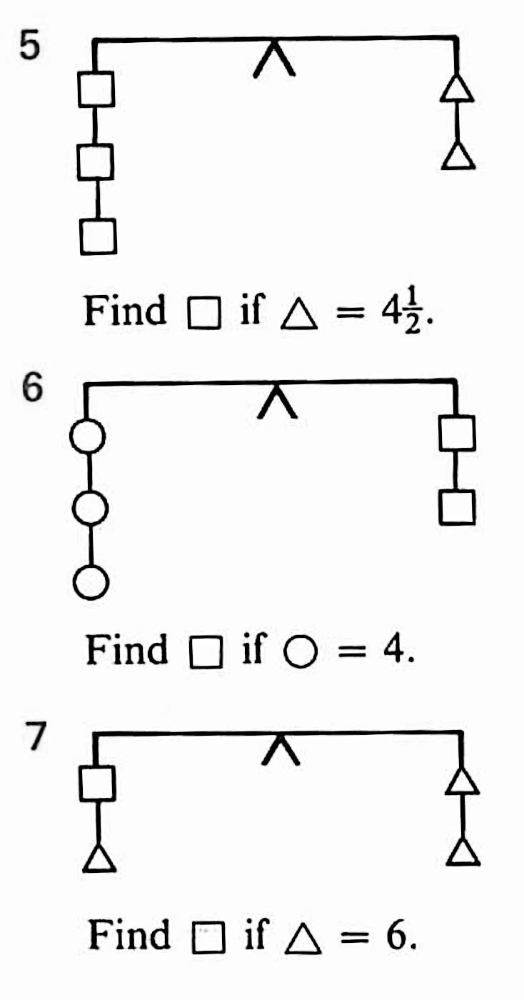 5
Find □ if △ = 4½.
6
Find □ if ○ = 4.
7
Find □ if △ = 6.